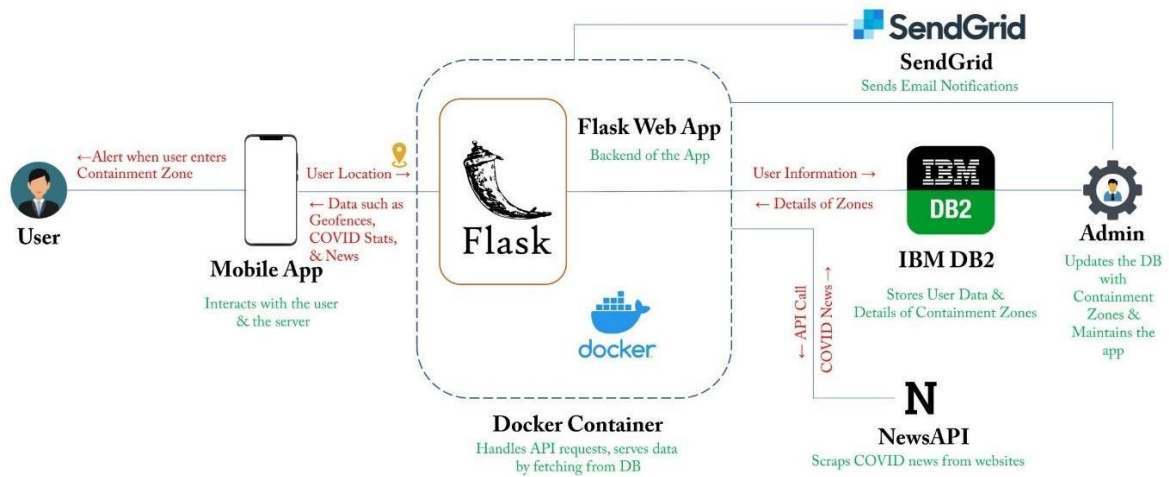 SendGrid
SendGrid
Sends Email Notifications
Flask Web App
Backend of the App
←Alert when user enters
Containment Zone
User Location →
← Data such as
Geofences,
COVID Stats,
& News
Flask
User Information →
← Details of Zones
IBM
DB2
User
Mobile App
Interacts with the user
& the server
IBM DB2
Stores User Data &
Details of Containment Zones
Admin
Updates the DB
with
Containment
Zones &
Maintains the
app
docker
← API Call
COVID News →
Docker Container
Handles API requests, serves data
by fetching from DB
N
NewsAPI
Scraps COVID news from websites